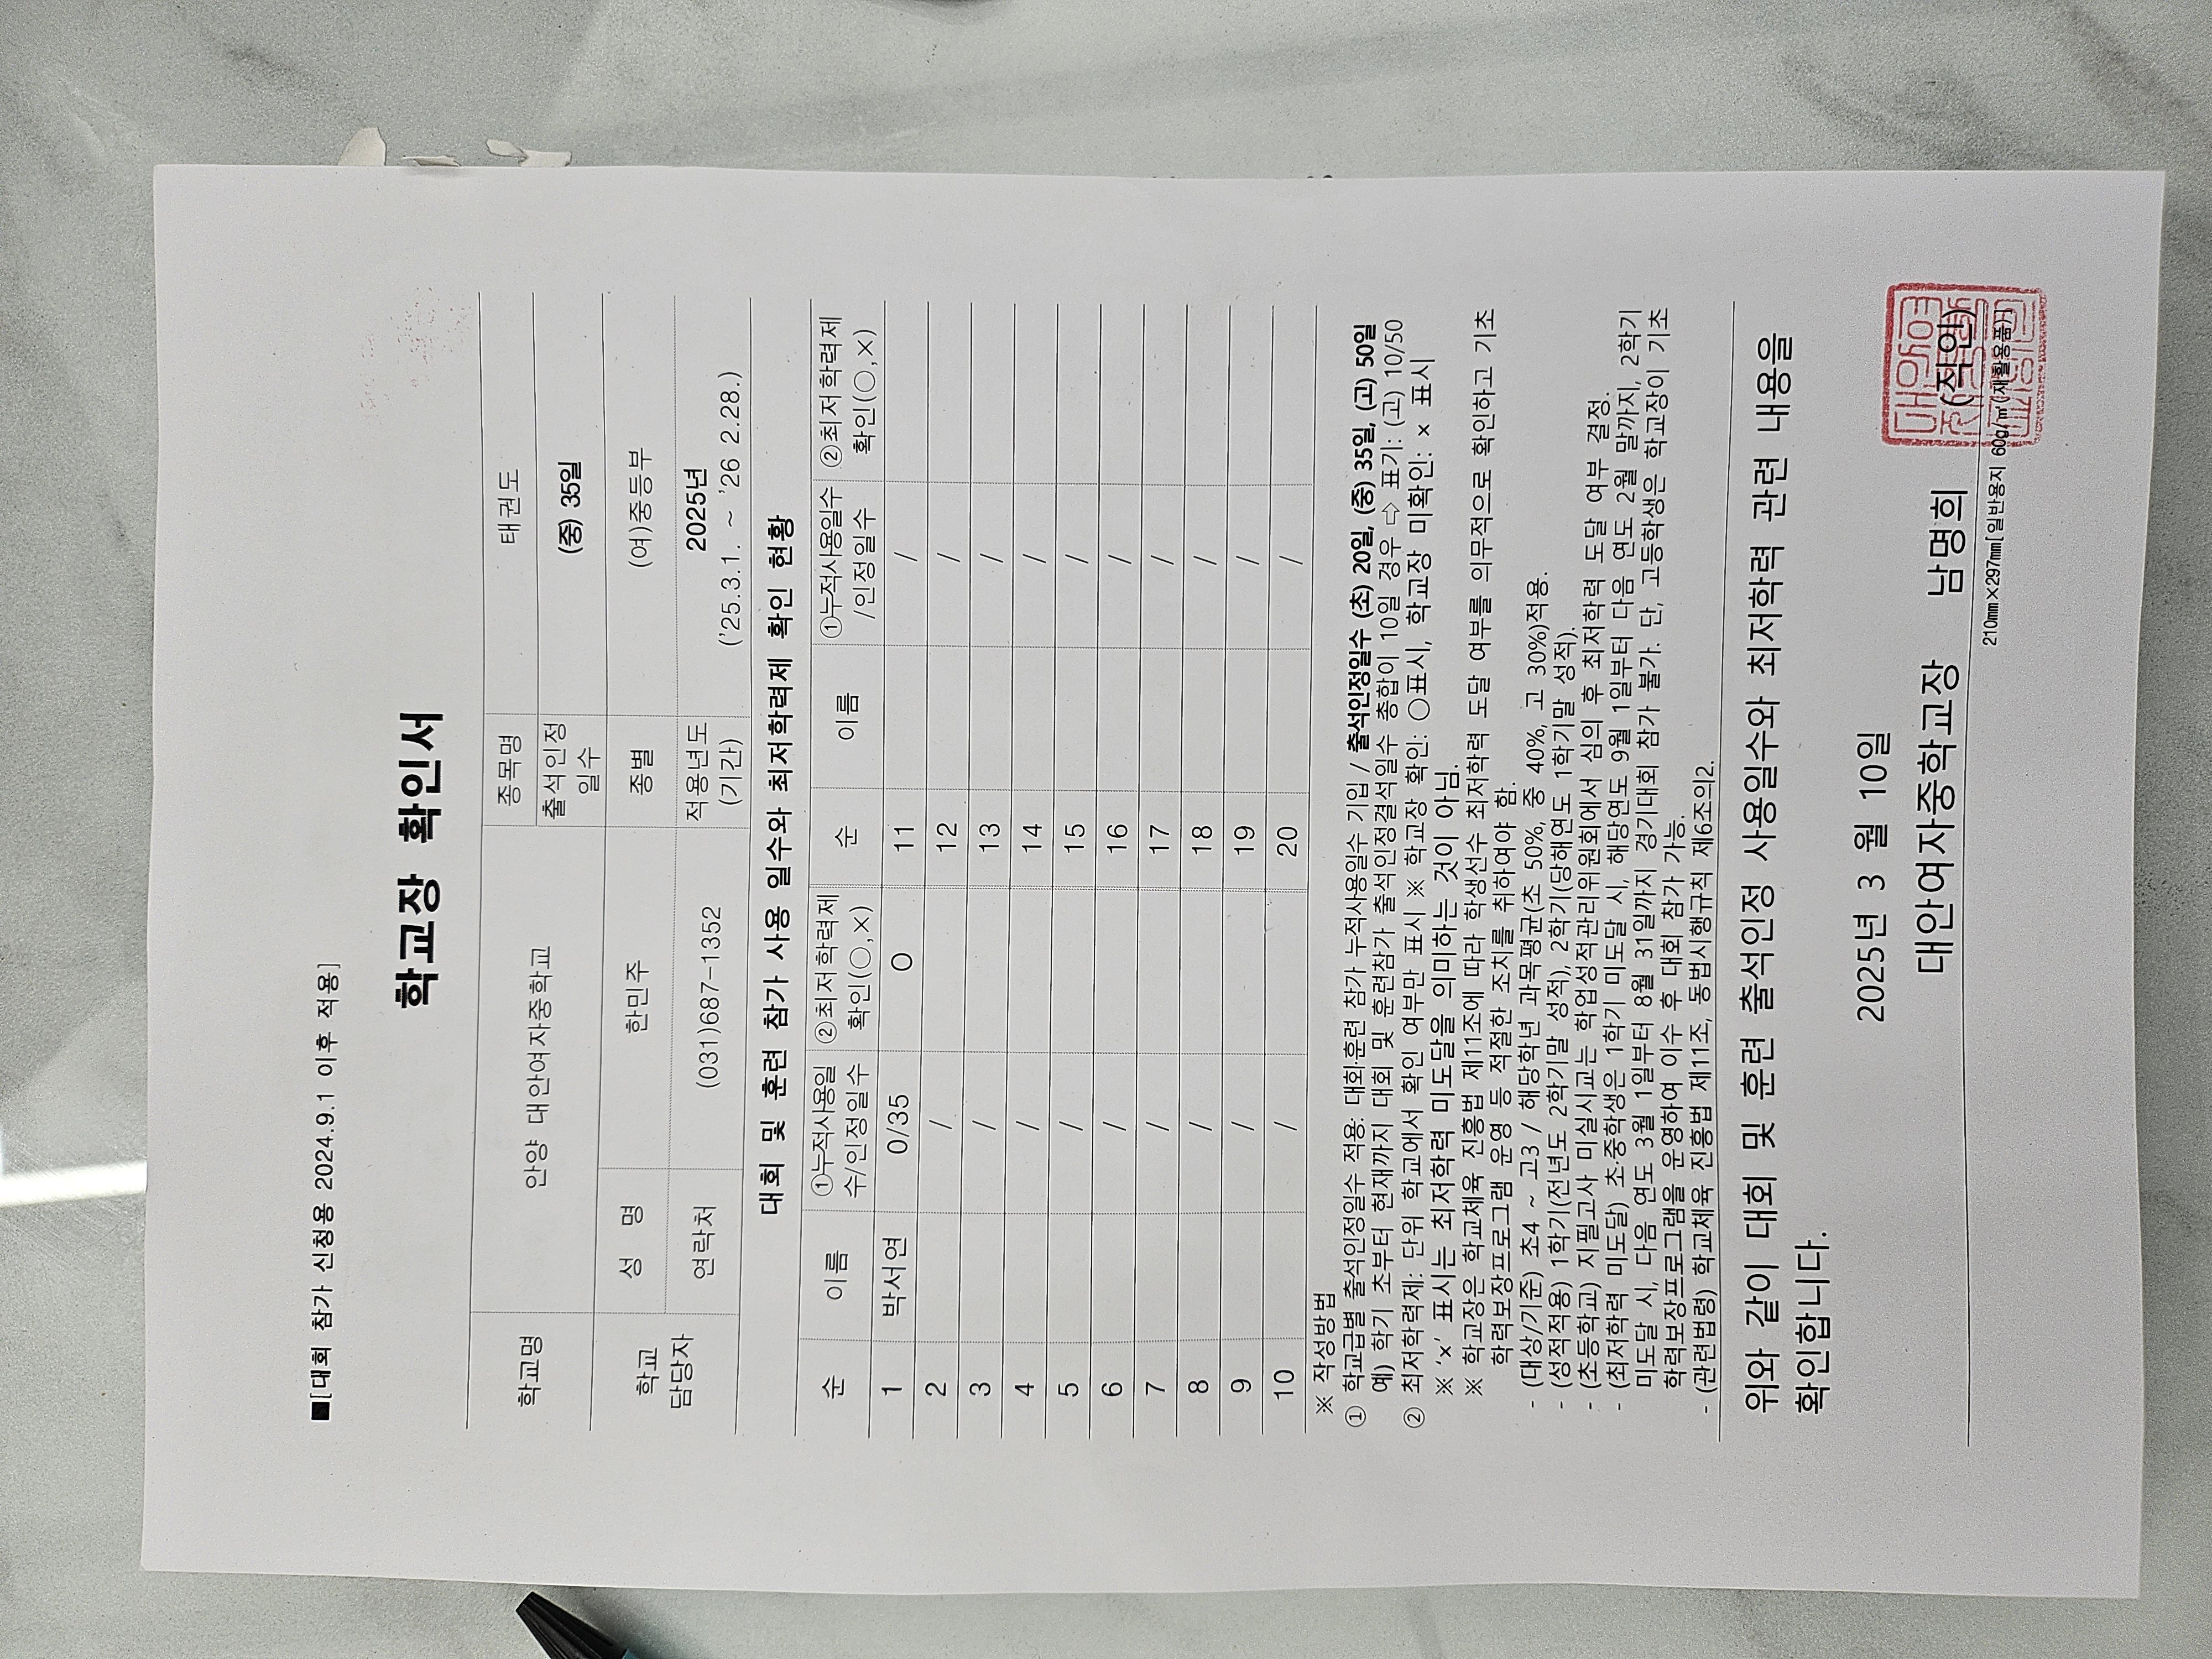 ■[대회 참가 신청용 2024.9.1 이후 적용]
학교장 확인서
학교명 안양 대안여자중학교 종목명 태권도
출석인정일수 (중) 35일
학교 담당자 성 명 한민주 종별 (여)중등부
연락처 (031)687-1352 적용년도(기간) 2025년
('25.3.1. ~ '26 2.28.)
대회 및 훈련 참가 사용 일수와 최저학력제 확인 현황
순 이름 ①누적사용일수/인정일수 ②최저학력제 확인(○,×) 순 이름 ①누적사용일수/인정일수 ②최저학력제 확인(○,×)
1 박서연 0/35 O 11 /
2 / 12 /
3 / 13 /
4 / 14 /
5 / 15 /
6 / 16 /
7 / 17 /
8 / 18 /
9 / 19 /
10 / 20 /
※ 작성방법
① 학교급별 출석인정일수 적용: 대회·훈련 참가 누적사용일수 기입 / 출석인정일수 (초) 20일, (중) 35일, (고) 50일
예) 학기 초부터 현재까지 대회 및 훈련참가 출석인정결석일수 총합이 10일 경우 ⇨ 표기: (고) 10/50
② 최저학력제: 단위 학교에서 확인 여부만 표시 ※ 학교장 확인: ○표시, 학교장 미확인: × 표시
※ 'x' 표시는 최저학력 미도달을 의미하는 것이 아님.
※ 학교장은 학교체육 진흥법 제11조에 따라 학생선수 최저학력 도달 여부를 의무적으로 확인하고 기초
학력보장프로그램 운영 등 적절한 조치를 취하여야 함.
- (대상/기준) 초4 ~ 고3 / 해당학년 과목평균(초 50%, 중 40%, 고 30%)적용.
- (성적적용) 1학기(전년도 2학기말 성적), 2학기(당해연도 1학기말 성적).
- (초등학교) 지필고사 미실시교는 학업성적관리위원회에서 심의 후 최저학력 도달 여부 결정.
- (최저학력 미도달) 초·중학생은 1학기 미도달 시, 해당연도 9월 1일부터 다음 연도 2월 말까지, 2학기
미도달 시, 다음 연도 3월 1일부터 8월 31일까지 경기대회 참가 불가. 단, 고등학생은 학교장이 기초
학력보장프로그램을 운영하여 이수 후 대회 참가 가능.
- (관련법령) 학교체육 진흥법 제11조, 동법시행규칙 제6조의2.
위와 같이 대회 및 훈련 출석인정 사용일수와 최저학력 관련 내용을
확인합니다.
2025년 3 월 10일
대안여자중학교장 남명희 (직인)
210㎜×297㎜[일반용지 60g/㎡(재활용품)]